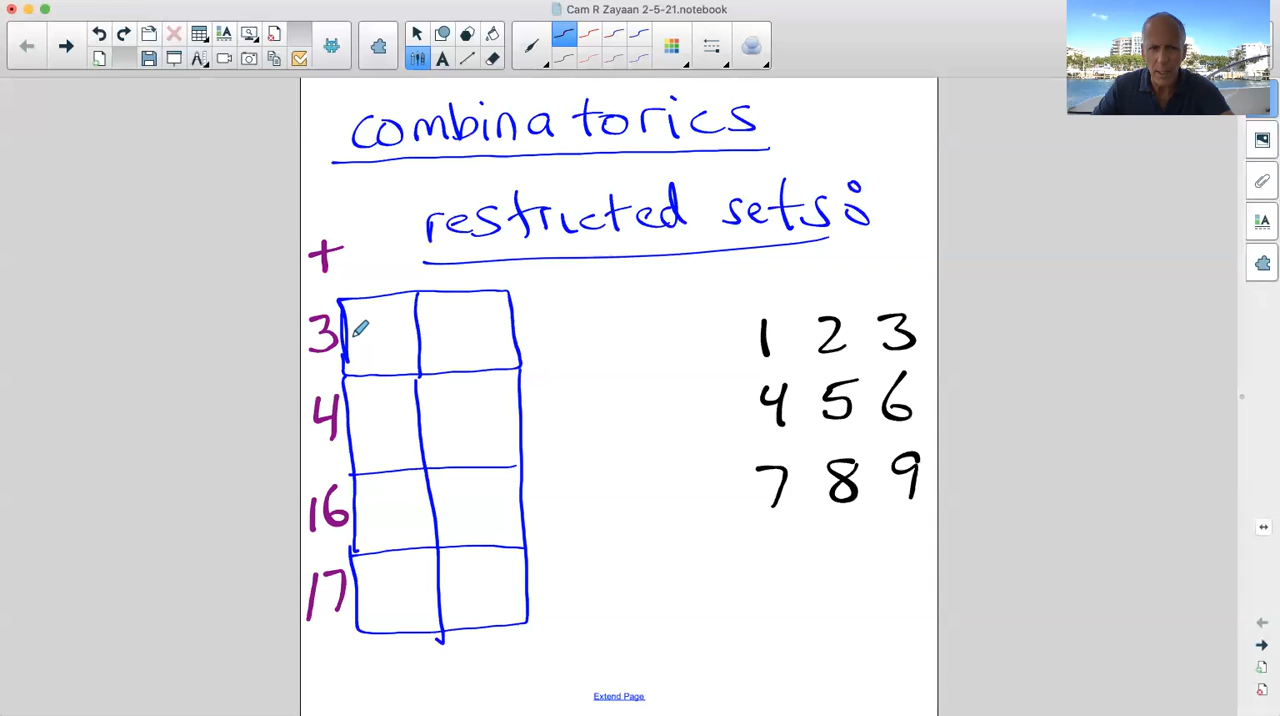 Cam R Zayaan 2-5-21.notebook
combinatorics
restricted sets:
+
3
4
16
17
1 2 3
4 5 6
7 8 9
Extend Page